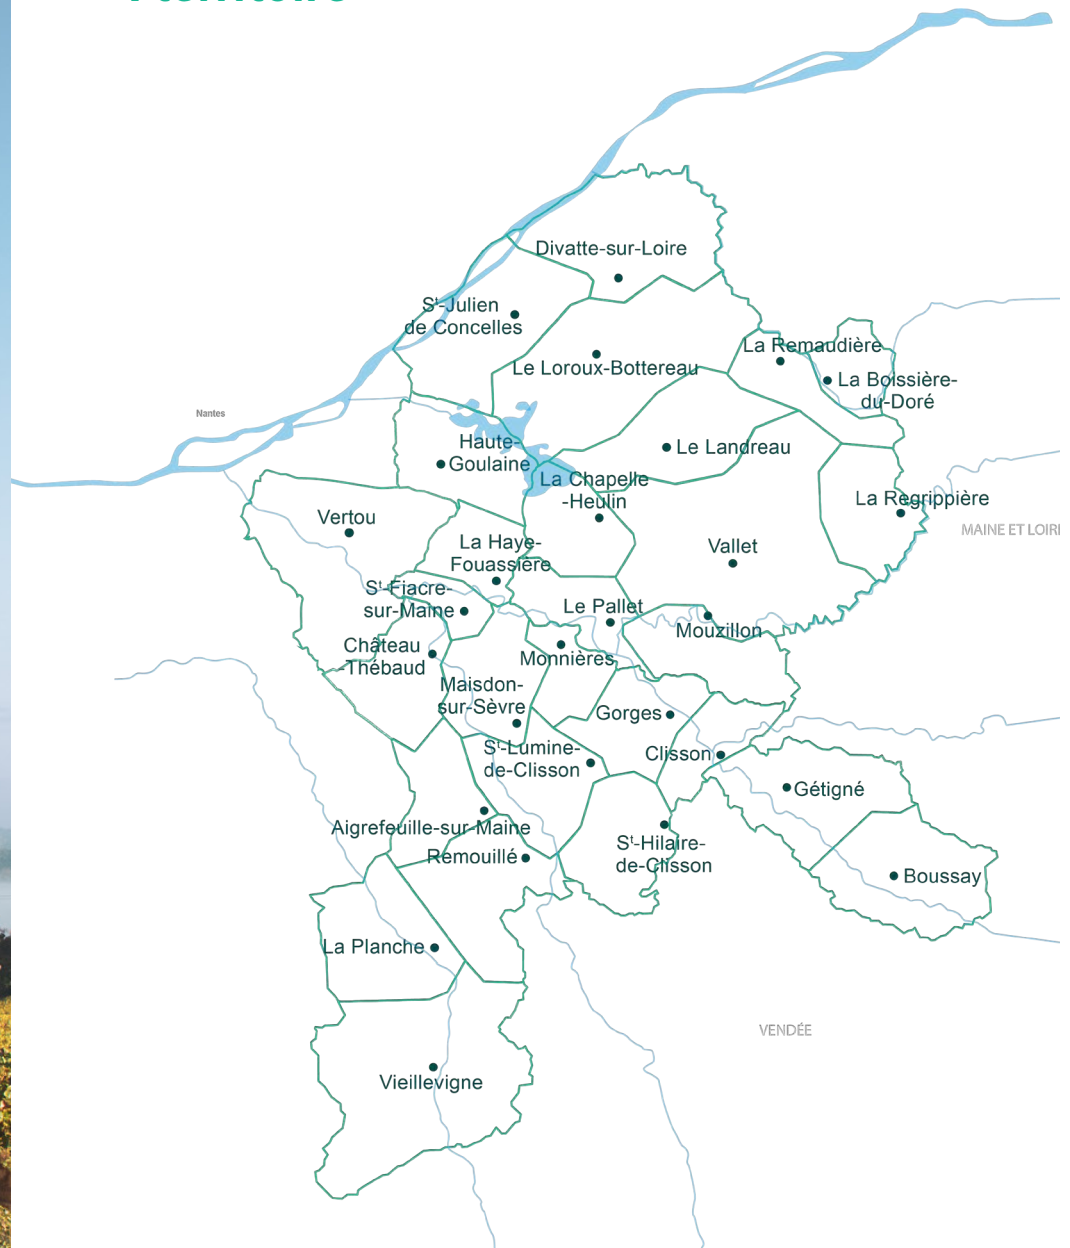 Divatte-sur-Loire
Sᵗ-Julien
de Concelles
La Remaudière
Le Loroux-Bottereau
La Boissière-
du-Doré
Nantes
Haute-
Goulaine
Le Landreau
La Chapelle
-Heulin
La Regrippière
Vertou
MAINE ET LOIR
La Haye-
Fouassière
Vallet
Sᵗ-Fiacre-
sur-Maine
Le Pallet
Mouzillon
Château
-Thébaud
Monnières
Maisdon-
sur-Sèvre
Gorges
Sᵗ-Lumine-
de-Clisson
Clisson
Gétigné
Aigrefeuille-sur-Maine
Remouillé
Sᵗ-Hilaire-
de-Clisson
Boussay
La Planche
VENDÉE
Vieillevigne